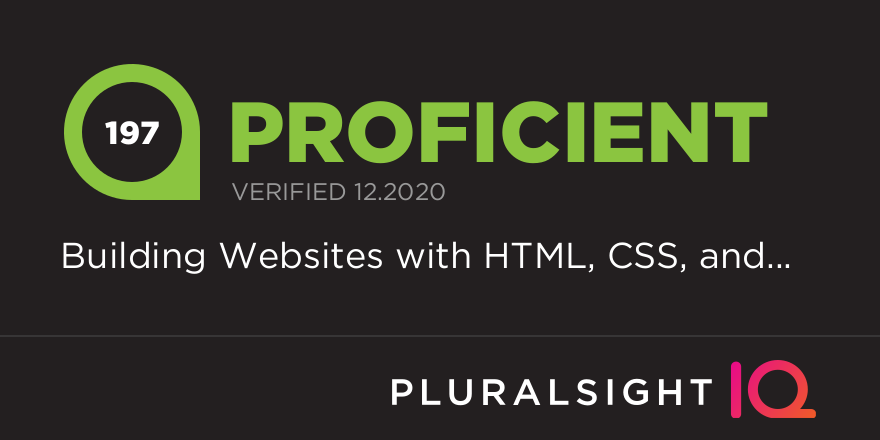 197
PROFICIENT
VERIFIED 12.2020
Building Websites with HTML, CSS, and...
PLURALSIGHT IQ